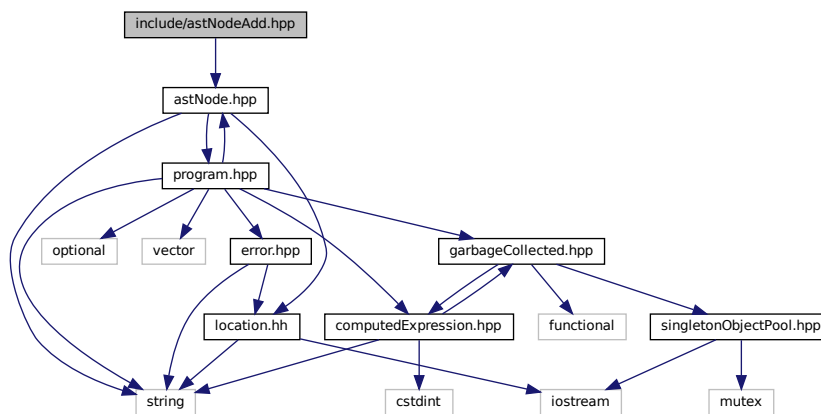 include/astNodeAdd.hpp
astNode.hpp
program.hpp
optional
vector
error.hpp
garbageCollected.hpp
location.hh
computedExpression.hpp
functional
singletonObjectPool.hpp
string
cstdint
iostream
mutex